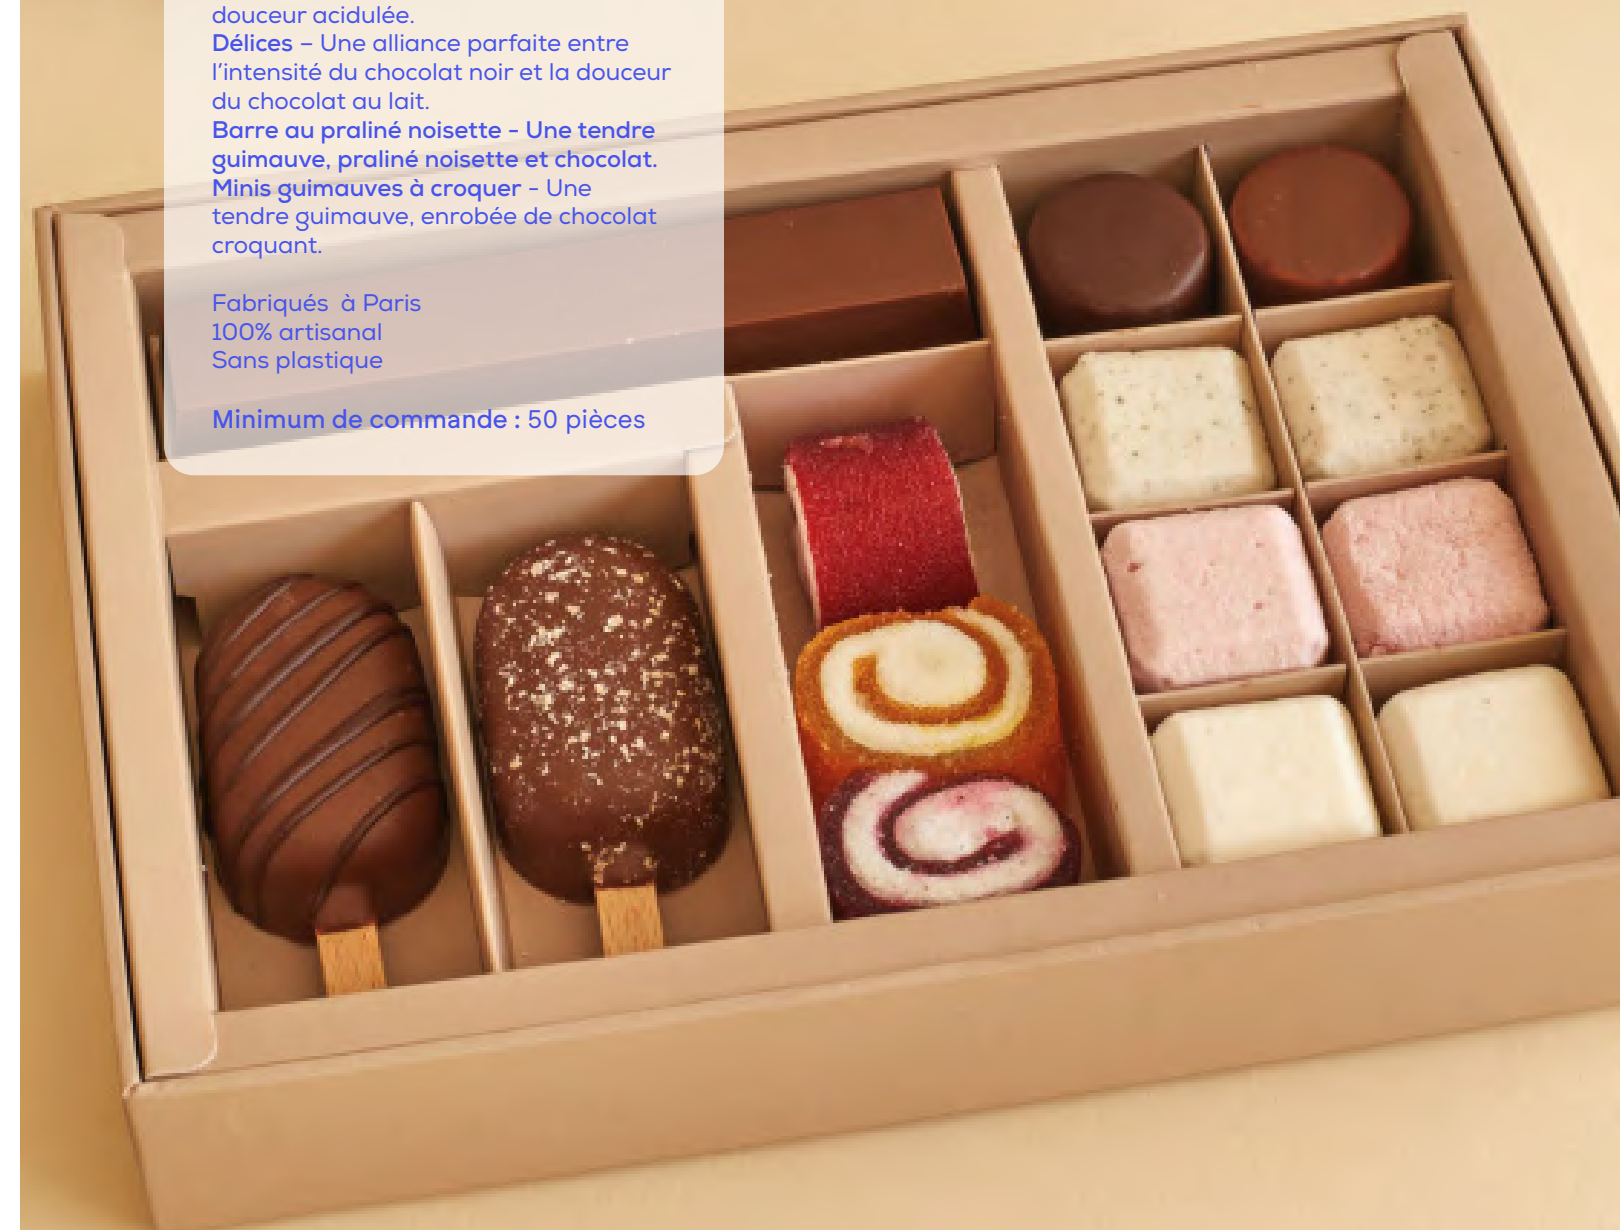 douceur acidulée.
Délices – Une alliance parfaite entre
l'intensité du chocolat noir et la douceur
du chocolat au lait.
Barre au praliné noisette - Une tendre
guimauve, praliné noisette et chocolat.
Minis guimauves à croquer - Une
tendre guimauve, enrobée de chocolat
croquant.
Fabriqués  à Paris
100% artisanal
Sans plastique
Minimum de commande : 50 pièces